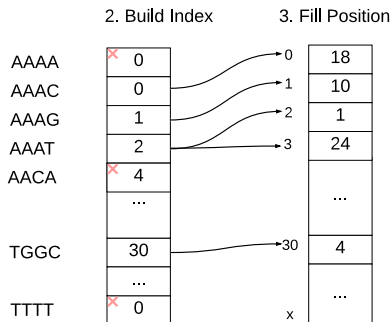 2. Build Index 3. Fill Position
AAAA 0 0 18
AAAC 0 1 10
AAAG 1 2 1
AAAT 2 3 24
AACA 4
... ...
TGGC 30 30 4
... ...
TTTT 0 x